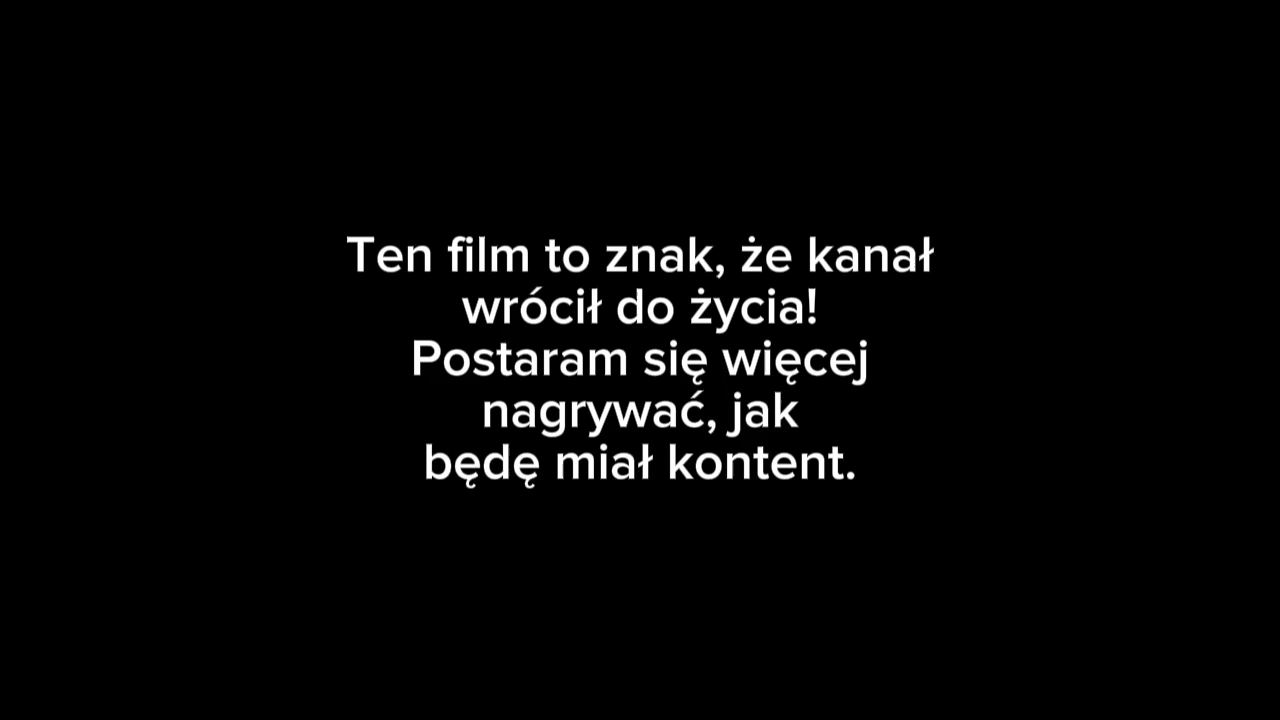 Ten film to znak, że kanał
wrócił do życia!
Postaram się więcej
nagrywać, jak
będę miał kontent.